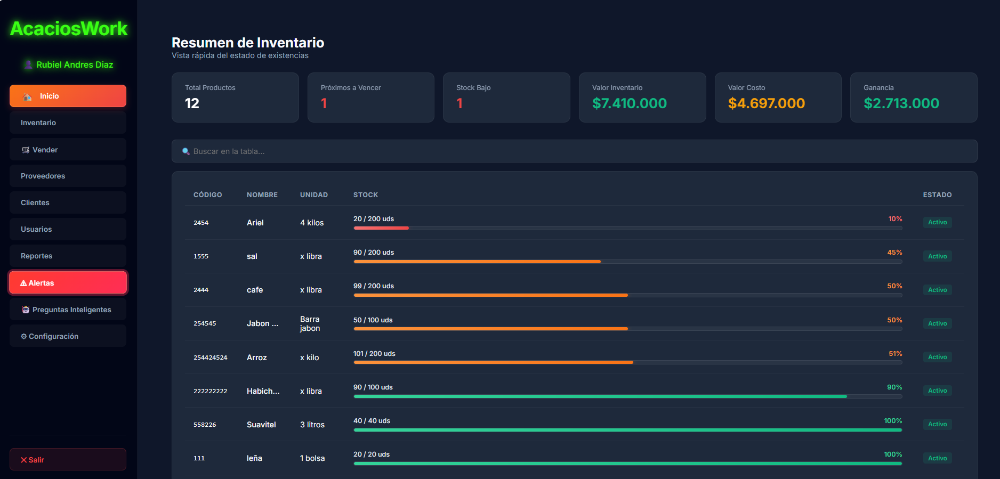 AcaciosWork
Rubiel Andres Diaz
Inicio
Inventario
Vender
Proveedores
Clientes
Usuarios
Reportes
⚠ Alertas
Preguntas Inteligentes
⚙ Configuración
✕ Salir
Resumen de Inventario
Vista rápida del estado de existencias
Total Productos
12
Próximos a Vencer
1
Stock Bajo
1
Valor Inventario
$7.410.000
Valor Costo
$4.697.000
Ganancia
$2.713.000
Buscar en la tabla...
CÓDIGO NOMBRE UNIDAD STOCK ESTADO
2454 Ariel 4 kilos 20 / 200 uds 10% Activo
1555 sal x libra 90 / 200 uds 45% Activo
2444 cafe x libra 99 / 200 uds 50% Activo
254545 Jabon ... Barra jabon 50 / 100 uds 50% Activo
254424524 Arroz x kilo 101 / 200 uds 51% Activo
222222222 Habich... x libra 90 / 100 uds 90% Activo
558226 Suavitel 3 litros 40 / 40 uds 100% Activo
111 leña 1 bolsa 20 / 20 uds 100% Activo